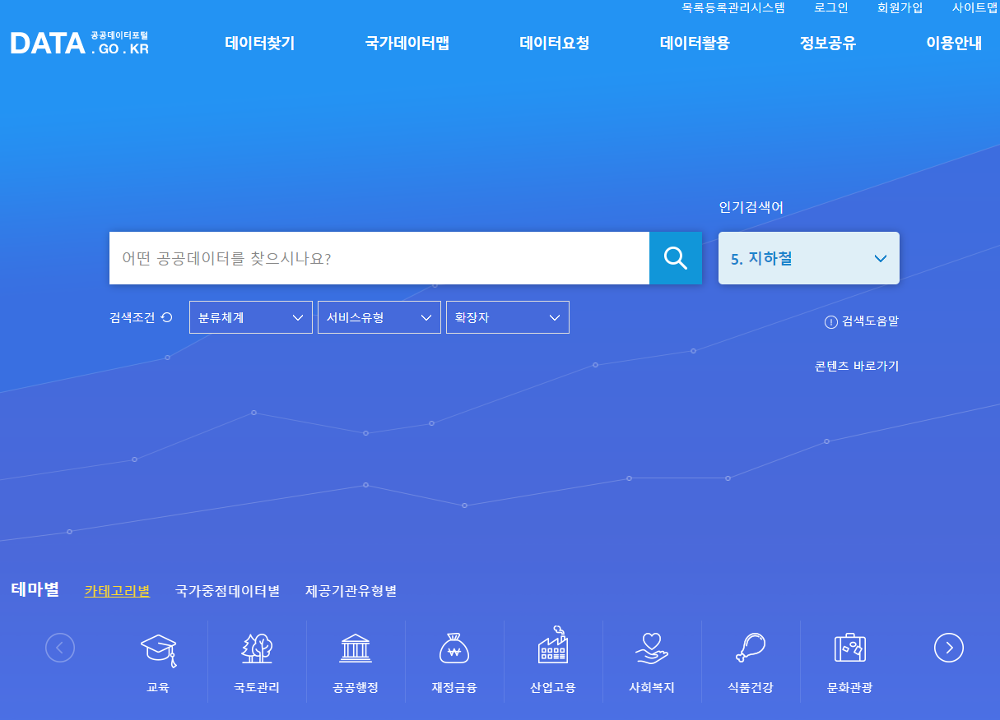 목록등록관리시스템 로그인 회원가입 사이트맵
DATA 공공데이터포털 .GO.KR
데이터찾기 국가데이터맵 데이터요청 데이터활용 정보공유 이용안내
인기검색어
어떤 공공데이터를 찾으시나요? 5. 지하철
검색조건 분류체계 서비스유형 확장자 검색도움말
콘텐츠 바로가기
테마별 카테고리별 국가중점데이터별 제공기관유형별
교육 국토관리 공공행정 재정금융 산업고용 사회복지 식품건강 문화관광